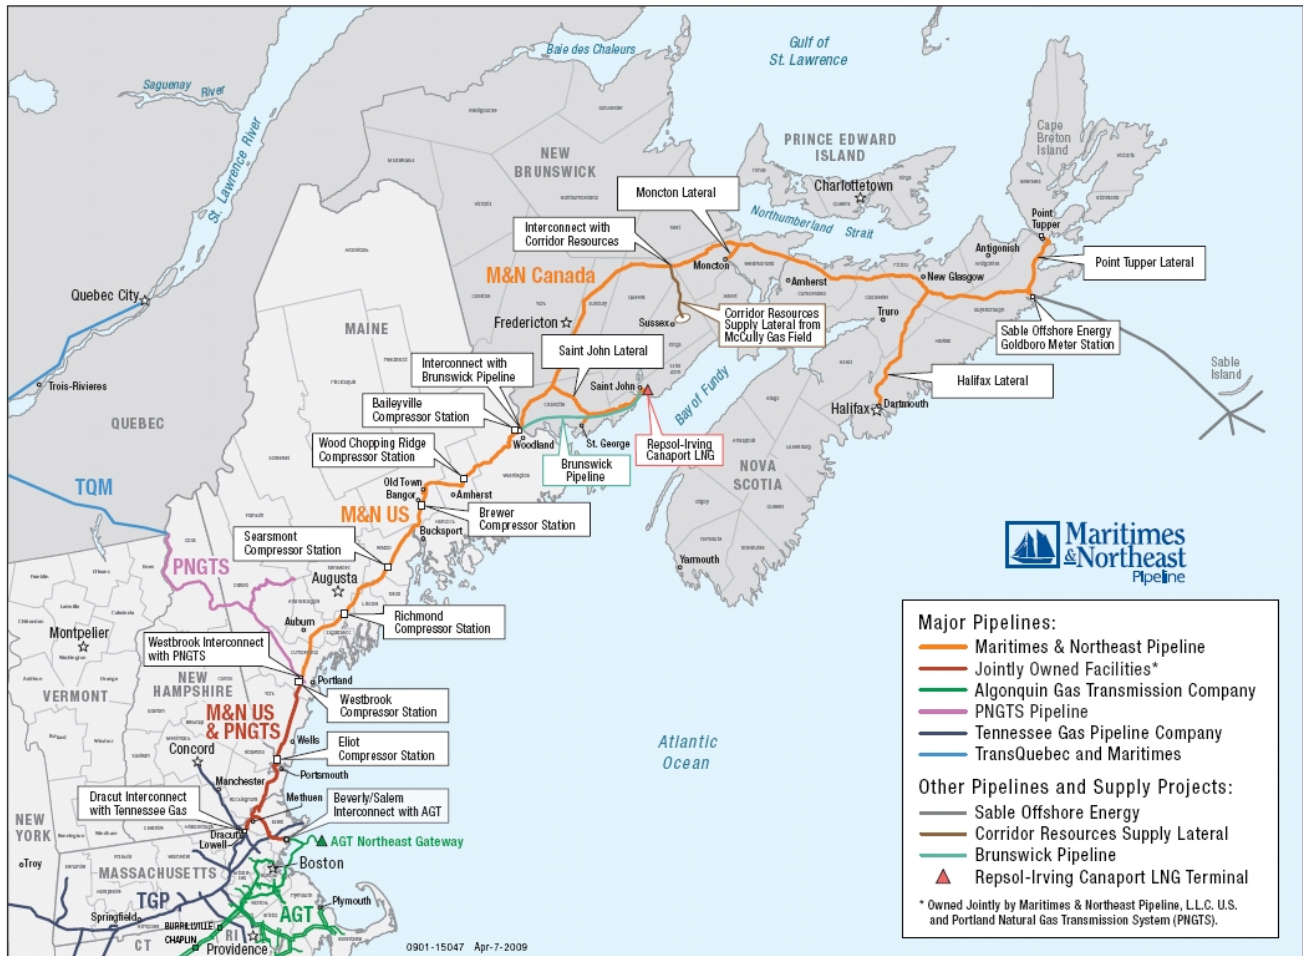 Baie des Chaleurs
Gulf of
St. Lawrence
Saguenay River
St. Lawrence River
Cape
Breton
Island
PRINCE EDWARD
ISLAND
NEW
BRUNSWICK
Moncton Lateral
Charlottetown
Interconnect with
Corridor Resources
Northumberland Strait
Point
Tupper
Antigonish
Point Tupper Lateral
M&N Canada
Moncton
Amherst
New Glasgow
Quebec City
Fredericton
Sussex
Corridor Resources
Supply Lateral from
McCully Gas Field
Truro
Sable Offshore Energy
Goldboro Meter Station
MAINE
Saint John Lateral
Interconnect with
Brunswick Pipeline
Saint John
Sable
Island
Trois-Rivieres
Halifax Lateral
Bay of Fundy
Baileyville
Compressor Station
Halifax
Dartmouth
QUEBEC
Wood Chopping Ridge
Compressor Station
Woodland
St. George
Repsol-Irving
Canaport LNG
Brunswick
Pipeline
NOVA
SCOTIA
TQM
Old Town
Bangor
Amherst
M&N US
Brewer
Compressor Station
Bucksport
Searsmont
Compressor Station
Maritimes
&Northeast
Pipeline
PNGTS
Augusta
Yarmouth
Auburn
Richmond
Compressor Station
Montpelier
Westbrook Interconnect
with PNGTS
Portland
VERMONT
NEW
HAMPSHIRE
Westbrook
Compressor Station
M&N US
& PNGTS
Wells
Eliot
Compressor Station
Concord
Portsmouth
Atlantic
Ocean
Manchester
Methuen
Dracut Interconnect
with Tennessee Gas
Beverly/Salem
Interconnect with AGT
NEW
YORK
Dracut
Lowell
AGT Northeast Gateway
Troy
Boston
MASSACHUSETTS
TGP
Plymouth
AGT
Springfield
BURRILLVILLE
CHAPLIN
CT
RI
Providence
0901-15047 Apr-7-2009
Major Pipelines:
Maritimes & Northeast Pipeline
Jointly Owned Facilities*
Algonquin Gas Transmission Company
PNGTS Pipeline
Tennessee Gas Pipeline Company
TransQuebec and Maritimes
Other Pipelines and Supply Projects:
Sable Offshore Energy
Corridor Resources Supply Lateral
Brunswick Pipeline
Repsol-Irving Canaport LNG Terminal
* Owned Jointly by Maritimes & Northeast Pipeline, L.L.C. U.S.
and Portland Natural Gas Transmission System (PNGTS).